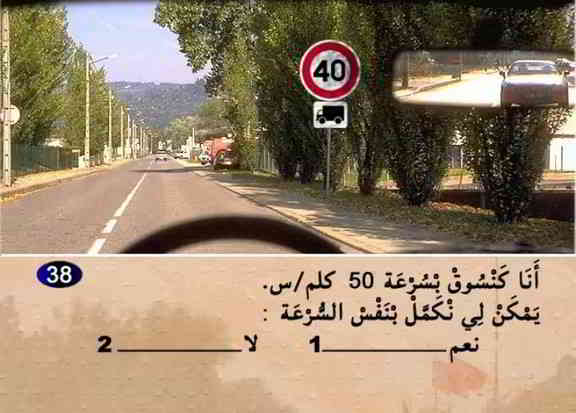 40
38
أَنَا كَنْسُوقْ بْسُرْعَة 50 كلم/س.
يَمْكَنْ لِي نْكَمَّلْ بْنَفْسْ السُّرْعَة :
نعم 1 لا 2